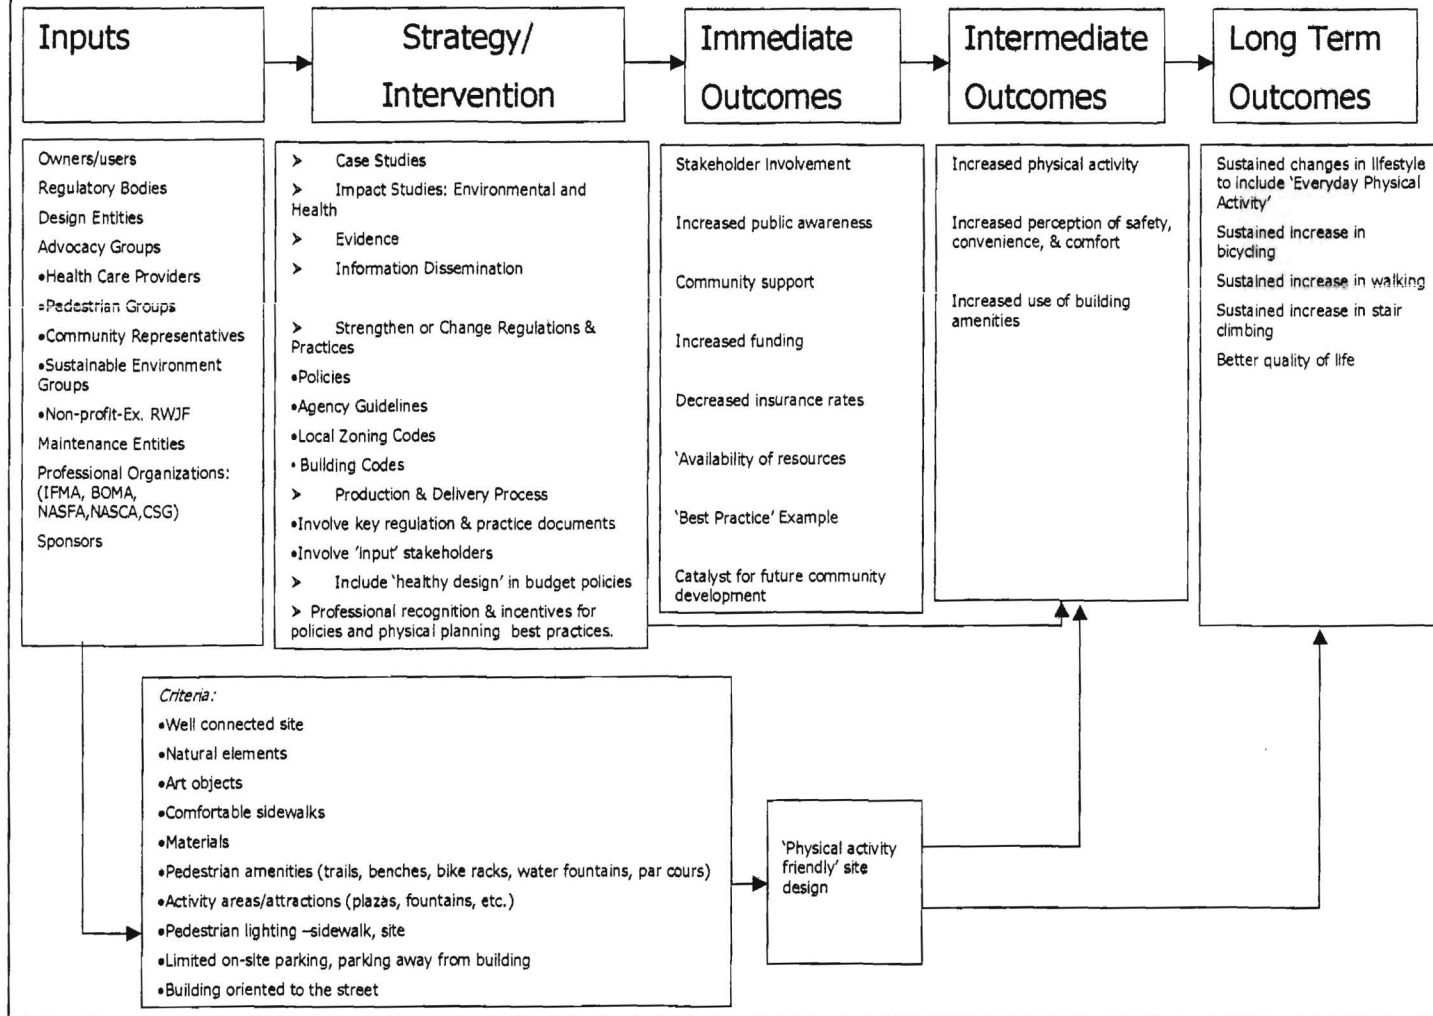 Inputs
Strategy/
Intervention
Immediate
Outcomes
Intermediate
Outcomes
Long Term
Outcomes
Owners/users
Regulatory Bodies
Design Entities
Advocacy Groups
•Health Care Providers
•Pedestrian Groups
•Community Representatives
•Sustainable Environment
Groups
•Non-profit-Ex. RWJF
Maintenance Entities
Professional Organizations:
(IFMA, BOMA,
NASFA,NASCA,CSG)
Sponsors
➤ Case Studies
➤ Impact Studies: Environmental and
Health
➤ Evidence
➤ Information Dissemination
➤ Strengthen or Change Regulations &
Practices
•Policies
•Agency Guidelines
•Local Zoning Codes
• Building Codes
➤ Production & Delivery Process
•Involve key regulation & practice documents
•Involve ‘input’ stakeholders
➤ Include ‘healthy design’ in budget policies
➤ Professional recognition & incentives for
policies and physical planning best practices.
Stakeholder Involvement
Increased public awareness
Community support
Increased funding
Decreased insurance rates
‘Availability of resources
‘Best Practice’ Example
Catalyst for future community
development
Increased physical activity
Increased perception of safety,
convenience, & comfort
Increased use of building
amenities
Sustained changes in lifestyle
to include ‘Everyday Physical
Activity’
Sustained increase in
bicycling
Sustained increase in walking
Sustained increase in stair
climbing
Better quality of life
Criteria:
•Well connected site
•Natural elements
•Art objects
•Comfortable sidewalks
•Materials
•Pedestrian amenities (trails, benches, bike racks, water fountains, par cours)
•Activity areas/attractions (plazas, fountains, etc.)
•Pedestrian lighting –sidewalk, site
•Limited on-site parking, parking away from building
•Building oriented to the street
‘Physical activity
friendly’ site
design